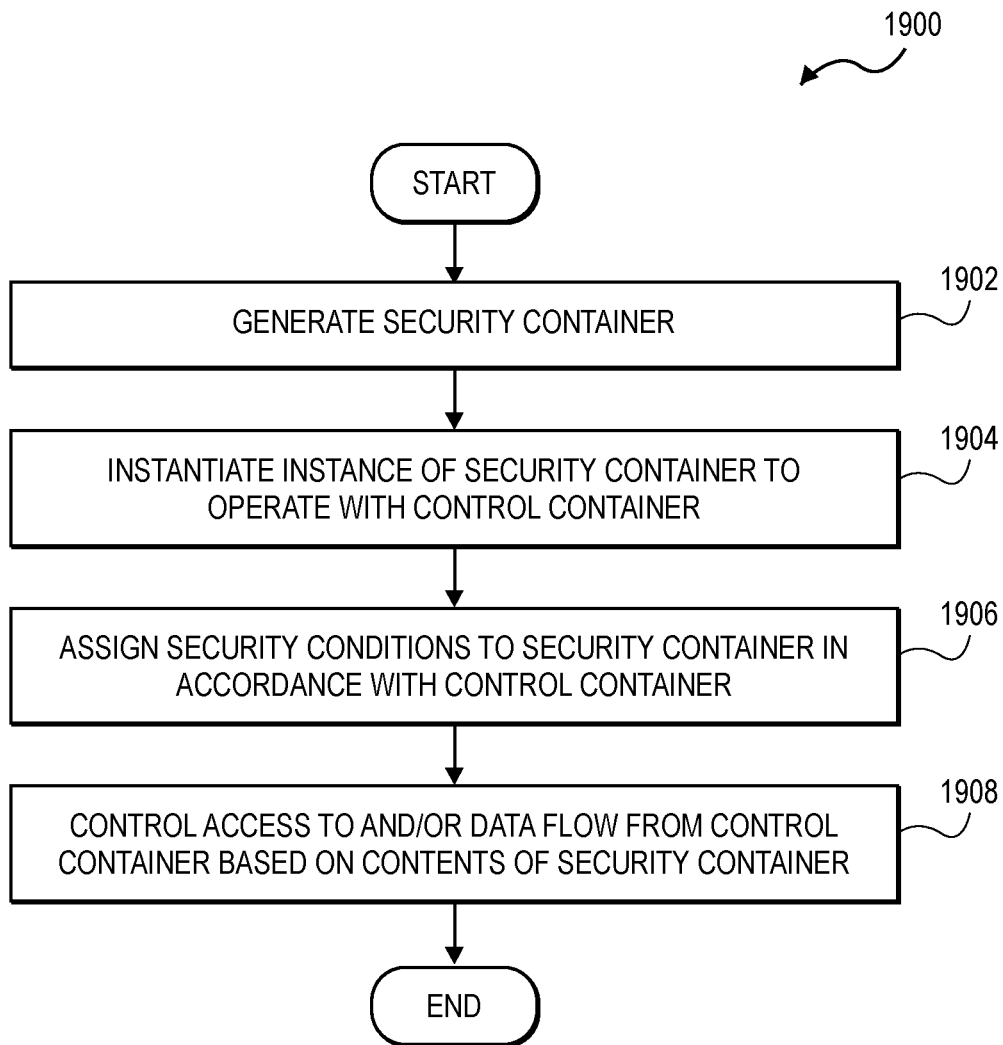 1900
START
1902
GENERATE SECURITY CONTAINER
1904
INSTANTIATE INSTANCE OF SECURITY CONTAINER TO
OPERATE WITH CONTROL CONTAINER
1906
ASSIGN SECURITY CONDITIONS TO SECURITY CONTAINER IN
ACCORDANCE WITH CONTROL CONTAINER
1908
CONTROL ACCESS TO AND/OR DATA FLOW FROM CONTROL
CONTAINER BASED ON CONTENTS OF SECURITY CONTAINER
END